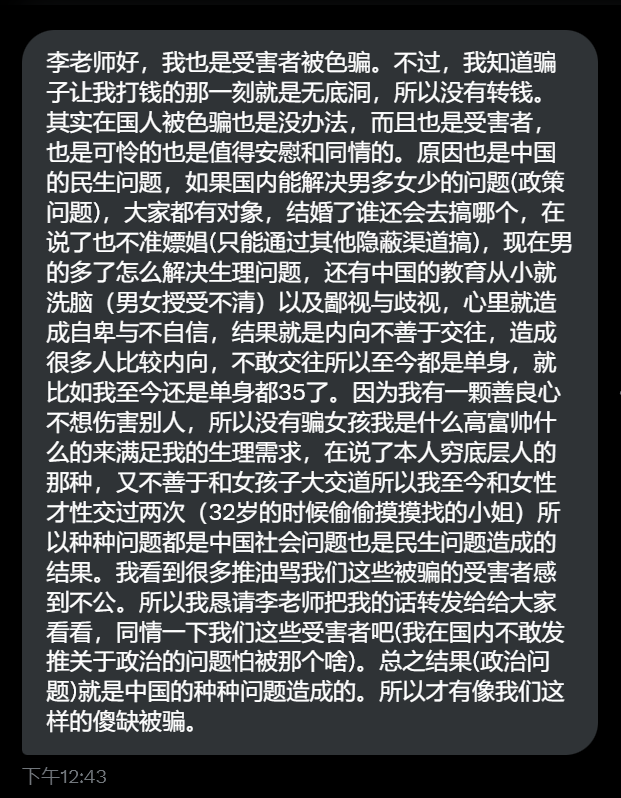 李老师好，我也是受害者被色骗。不过，我知道骗
子让我打钱的那一刻就是无底洞，所以没有转钱。
其实在国人被色骗也是没办法，而且也是受害者，
也是可怜的也是值得安慰和同情的。原因也是中国
的民生问题，如果国内能解决男多女少的问题(政策
问题)，大家都有对象，结婚了谁还会去搞哪个，在
说了也不准嫖娼(只能通过其他隐蔽渠道搞)，现在男
的多了怎么解决生理问题，还有中国的教育从小就
洗脑（男女授受不清）以及鄙视与歧视，心里就造
成自卑与不自信，结果就是内向不善于交往，造成
很多人比较内向，不敢交往所以至今都是单身，就
比如我至今还是单身都35了。因为我有一颗善良心
不想伤害别人，所以没有骗女孩我是什么高富帅什
么的来满足我的生理需求，在说了本人穷底层人的
那种，又不善于和女孩子大交道所以我至今和女性
才性交过两次（32岁的时候偷偷摸摸找的小姐）所
以种种问题都是中国社会问题也是民生问题造成的
结果。我看到很多推油骂我们这些被骗的受害者感
到不公。所以我恳请李老师把我的话转发给给大家
看看，同情一下我们这些受害者吧(我在国内不敢发
推关于政治的问题怕被那个啥)。总之结果(政治问
题)就是中国的种种问题造成的。所以才有像我们这
样的傻缺被骗。
下午12:43